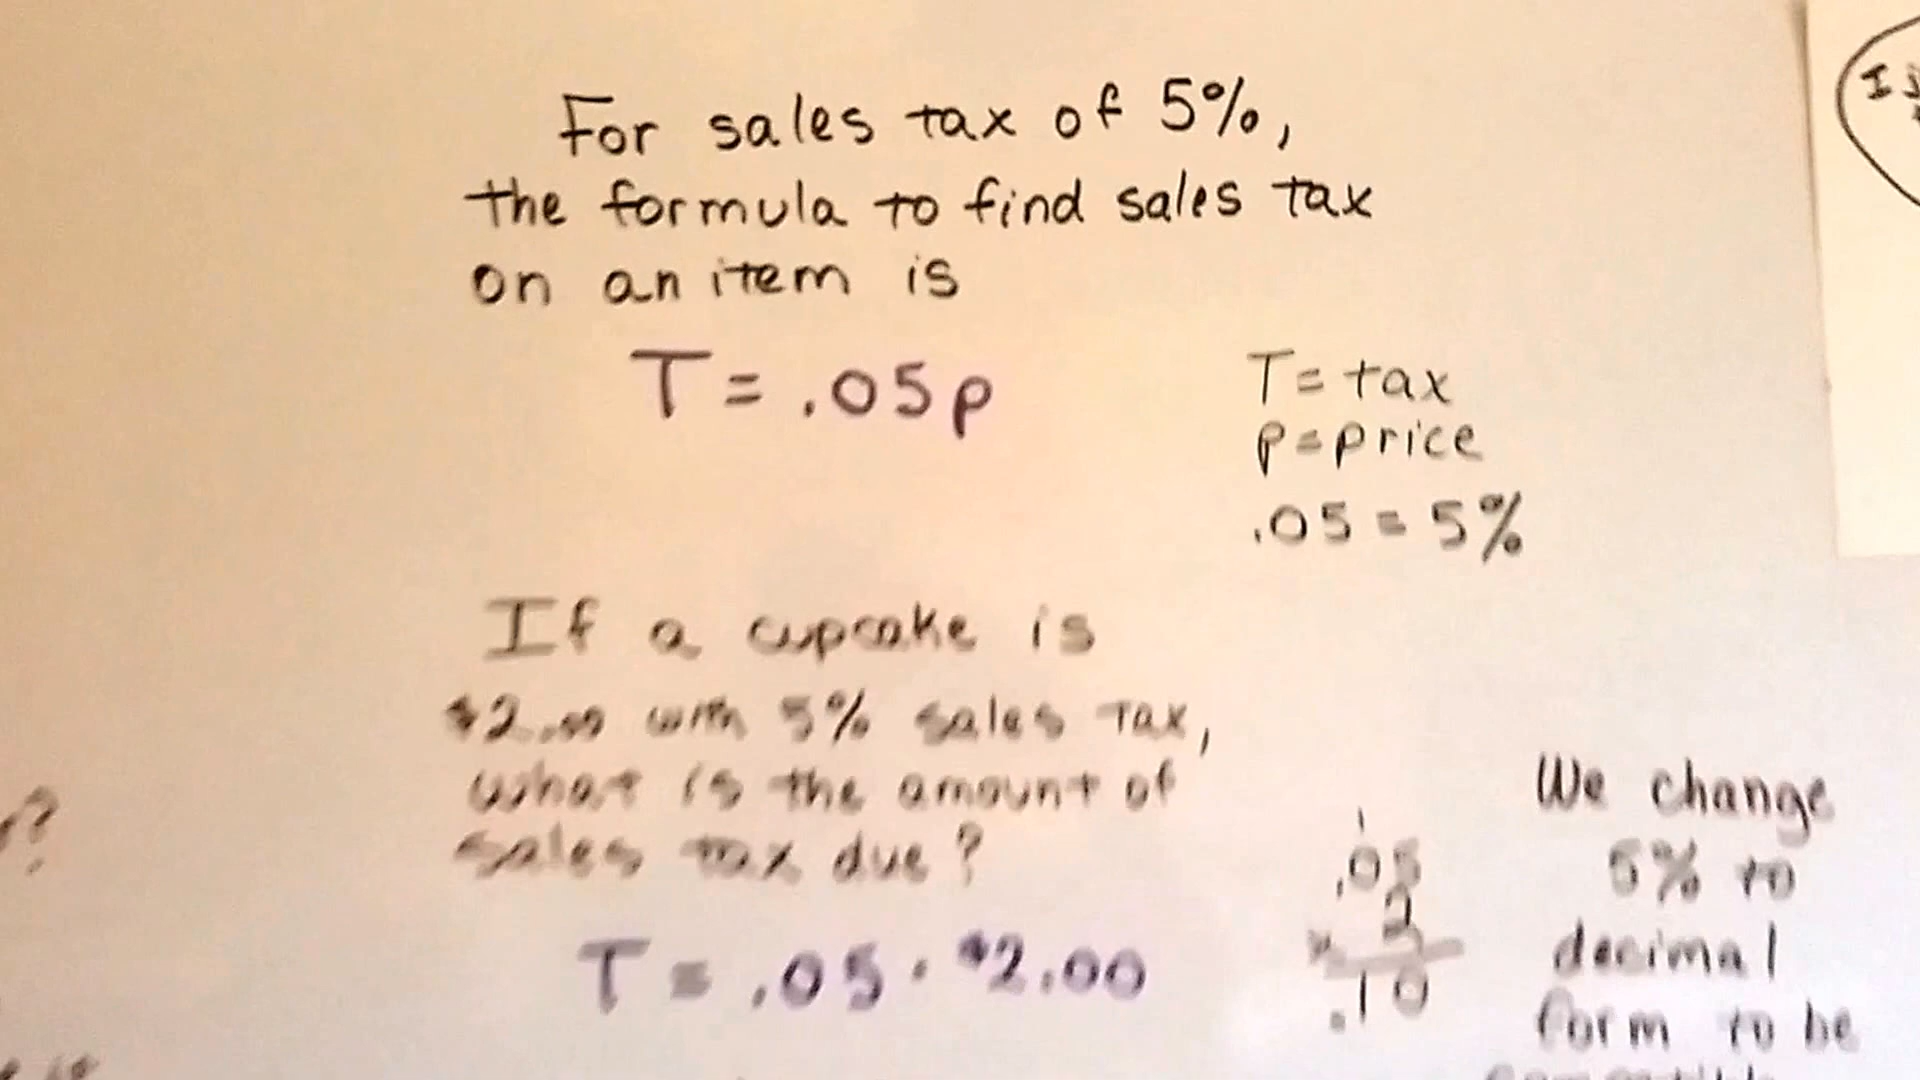 For sales tax of 5%,
the formula to find sales tax
on an item is
T = .05p
T = tax
p = price
.05 = 5%
If a cupcake is
$2.00 with 5% sales tax,
what is the amount of
sales tax due?
T = .05 · $2.00
1
.05
x 2
.10
We change
5% to
decimal
form to be